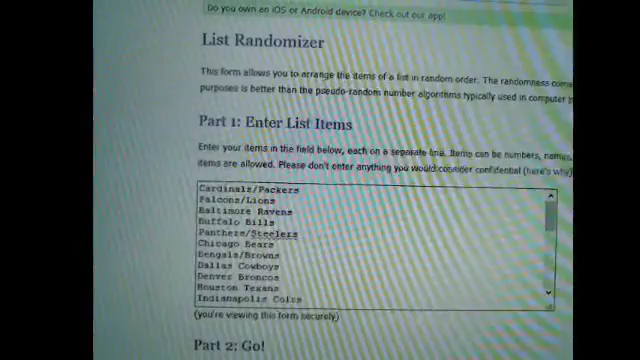 Do you own an iOS or Android device? Check out our app!
List Randomizer
This form allows you to arrange the items of a list in random order. The randomness
purposes is better than the pseudo-random number algorithms typically used in computer
Part 1: Enter List Items
Enter your items in the field below, each on a separate line. Items can be numbers, names,
items are allowed. Please don't enter anything you would consider confidential (here's why)
Cardinals/Packers
Falcons/Lions
Baltimore Ravens
Buffalo Bills
Panthers/Steelers
Chicago Bears
Bengals/Browns
Dallas Cowboys
Denver Broncos
Houston Texans
Indianapolis Colts
(you're viewing this form securely)
Part 2: Go!